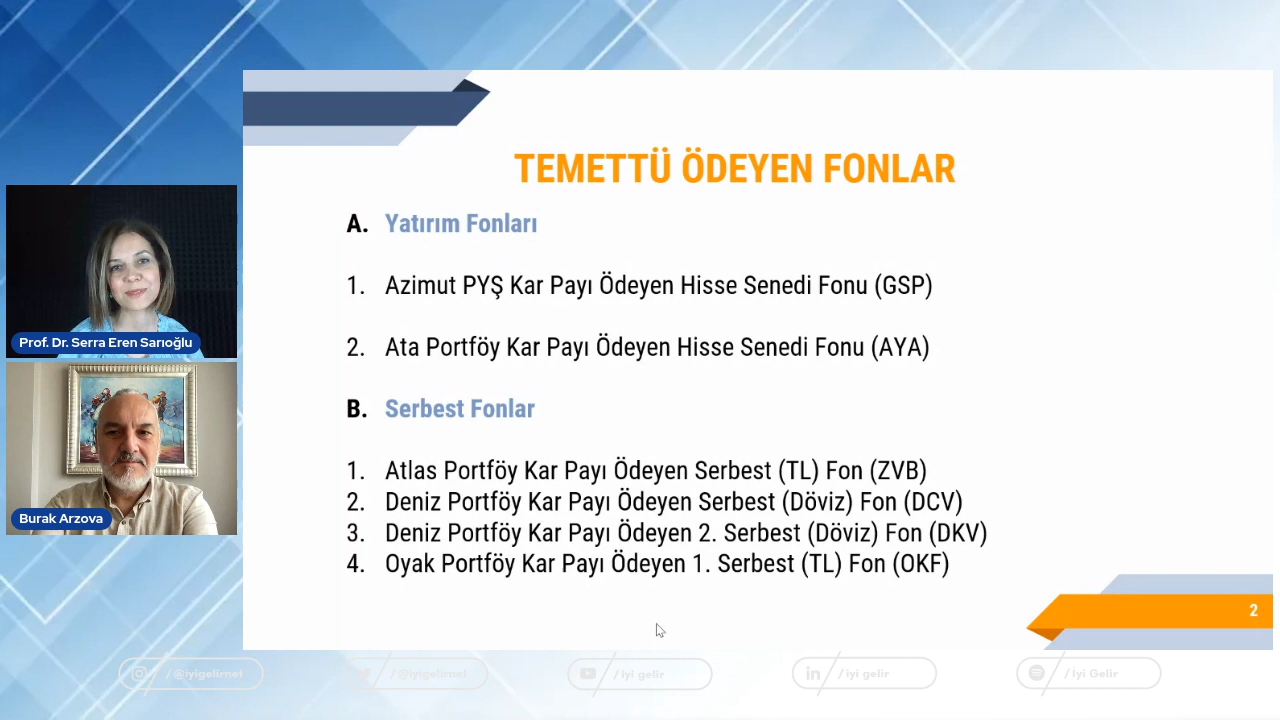 TEMETTÜ ÖDEYEN FONLAR
A. Yatırım Fonları
1. Azimut PYŞ Kar Payı Ödeyen Hisse Senedi Fonu (GSP)
2. Ata Portföy Kar Payı Ödeyen Hisse Senedi Fonu (AYA)
B. Serbest Fonlar
1. Atlas Portföy Kar Payı Ödeyen Serbest (TL) Fon (ZVB)
2. Deniz Portföy Kar Payı Ödeyen Serbest (Döviz) Fon (DCV)
3. Deniz Portföy Kar Payı Ödeyen 2. Serbest (Döviz) Fon (DKV)
4. Oyak Portföy Kar Payı Ödeyen 1. Serbest (TL) Fon (OKF)
2
Prof. Dr. Serra Eren Sarıoğlu
Burak Arzova
/ @iyigelirnet
/ @iyigelirnet
/ iyi gelir
/ iyi gelir
/ İyi Gelir